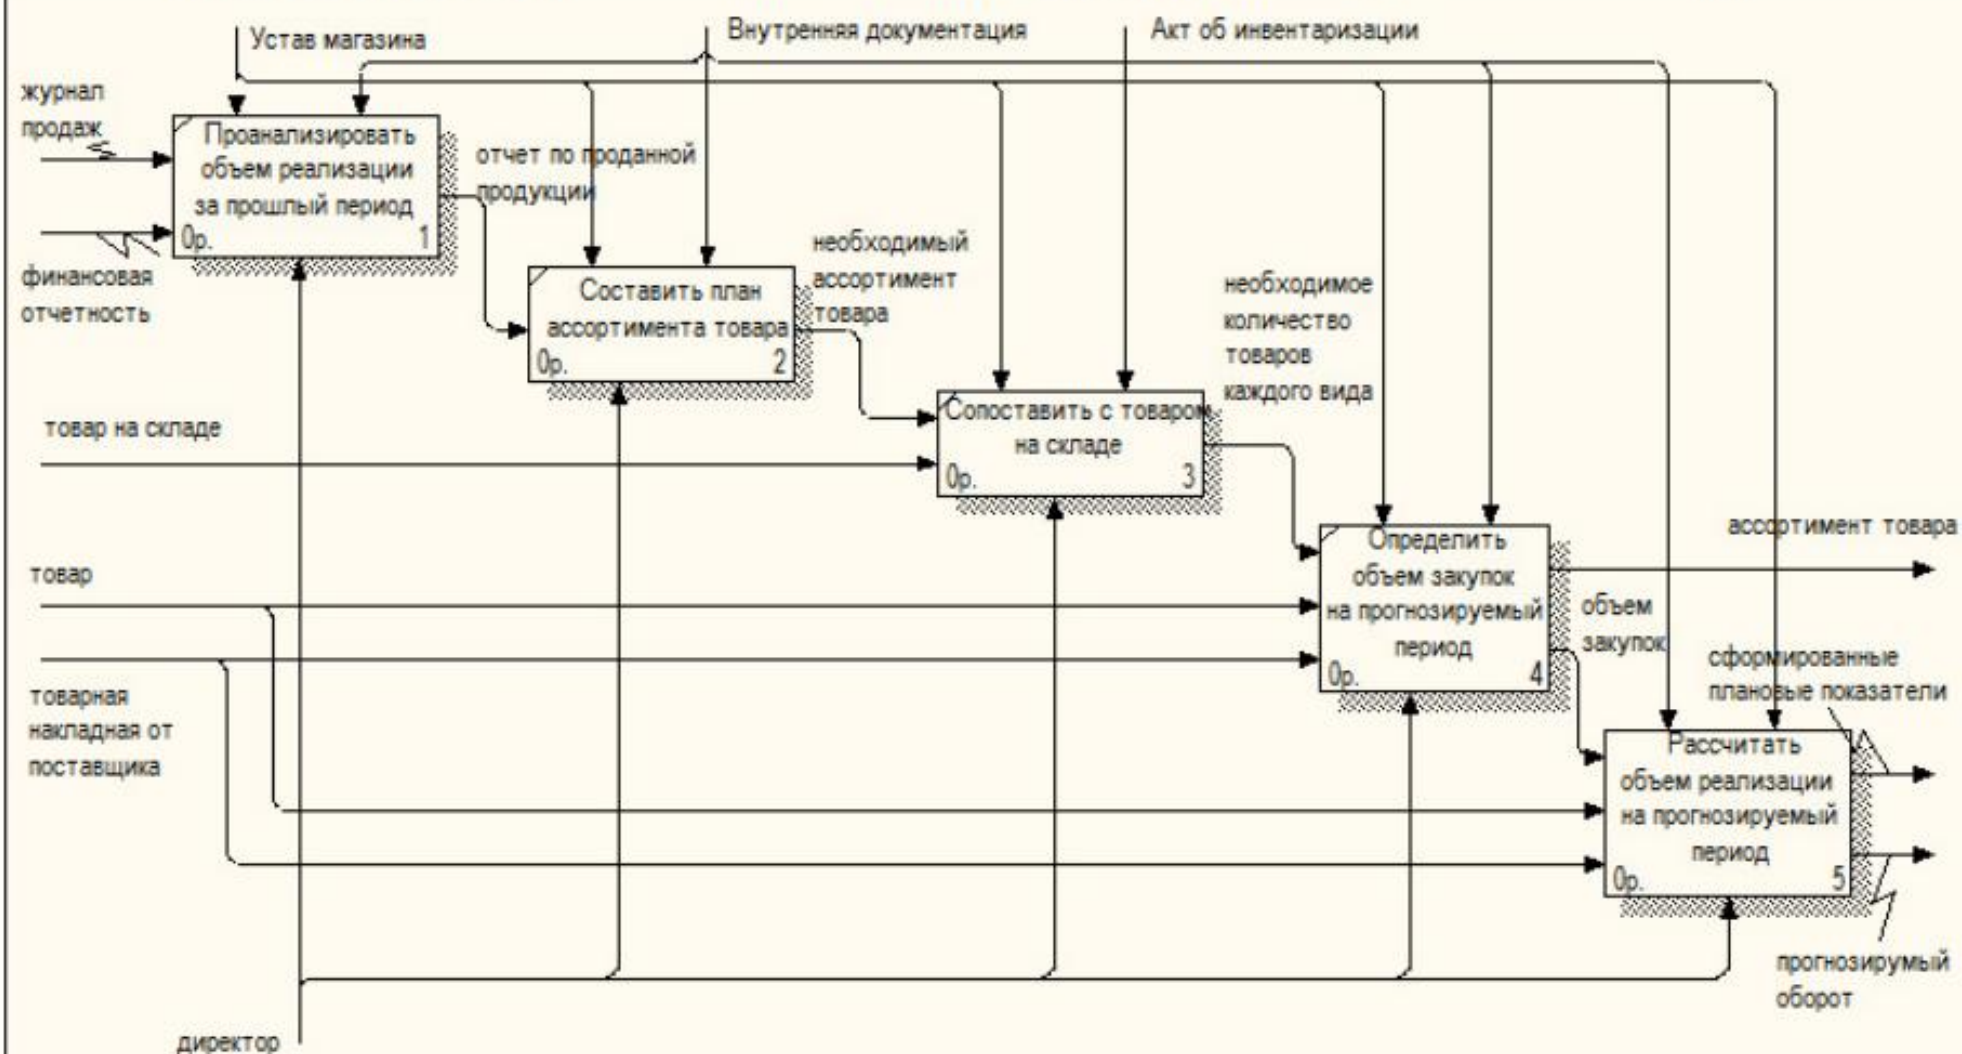 Устав магазина
Внутренняя документация
Акт об инвентаризации
журнал
продаж
Проанализировать
объем реализации
за прошлый период
0р. 1
отчет по проданной
продукции
финансовая
отчетность
Составить план
ассортимента товара
0р. 2
необходимый
ассортимент
товара
необходимое
количество
товаров
каждого вида
товар на складе
Сопоставить с товаром
на складе
0р. 3
товар
Определить
объем закупок
на прогнозируемый
период
0р. 4
ассортимент товара
объем
закупок
товарная
накладная от
поставщика
сформированные
плановые показатели
Рассчитать
объем реализации
на прогнозируемый
период
0р. 5
прогнозирумый
оборот
директор